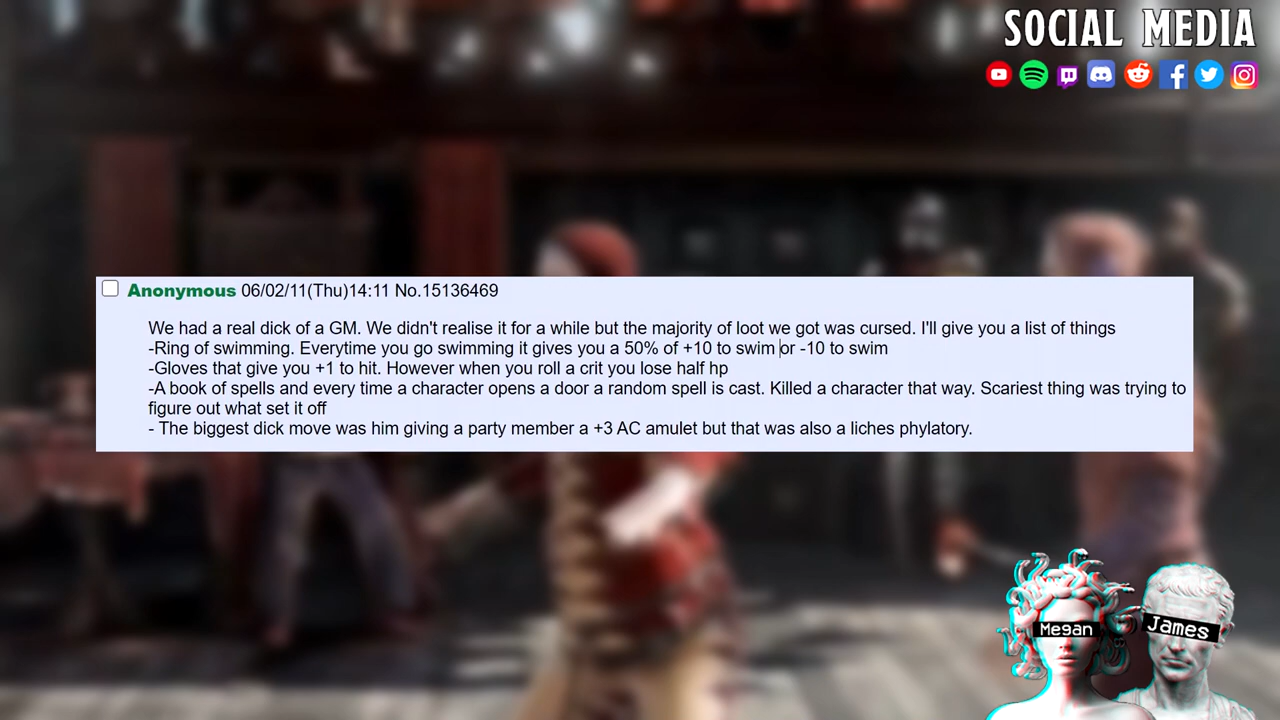 SOCIAL MEDIA
Anonymous 06/02/11(Thu)14:11 No.15136469
We had a real dick of a GM. We didn't realise it for a while but the majority of loot we got was cursed. I'll give you a list of things
-Ring of swimming. Everytime you go swimming it gives you a 50% of +10 to swim or -10 to swim
-Gloves that give you +1 to hit. However when you roll a crit you lose half hp
-A book of spells and every time a character opens a door a random spell is cast. Killed a character that way. Scariest thing was trying to
figure out what set it off
- The biggest dick move was him giving a party member a +3 AC amulet but that was also a liches phylatory.
Megan
James